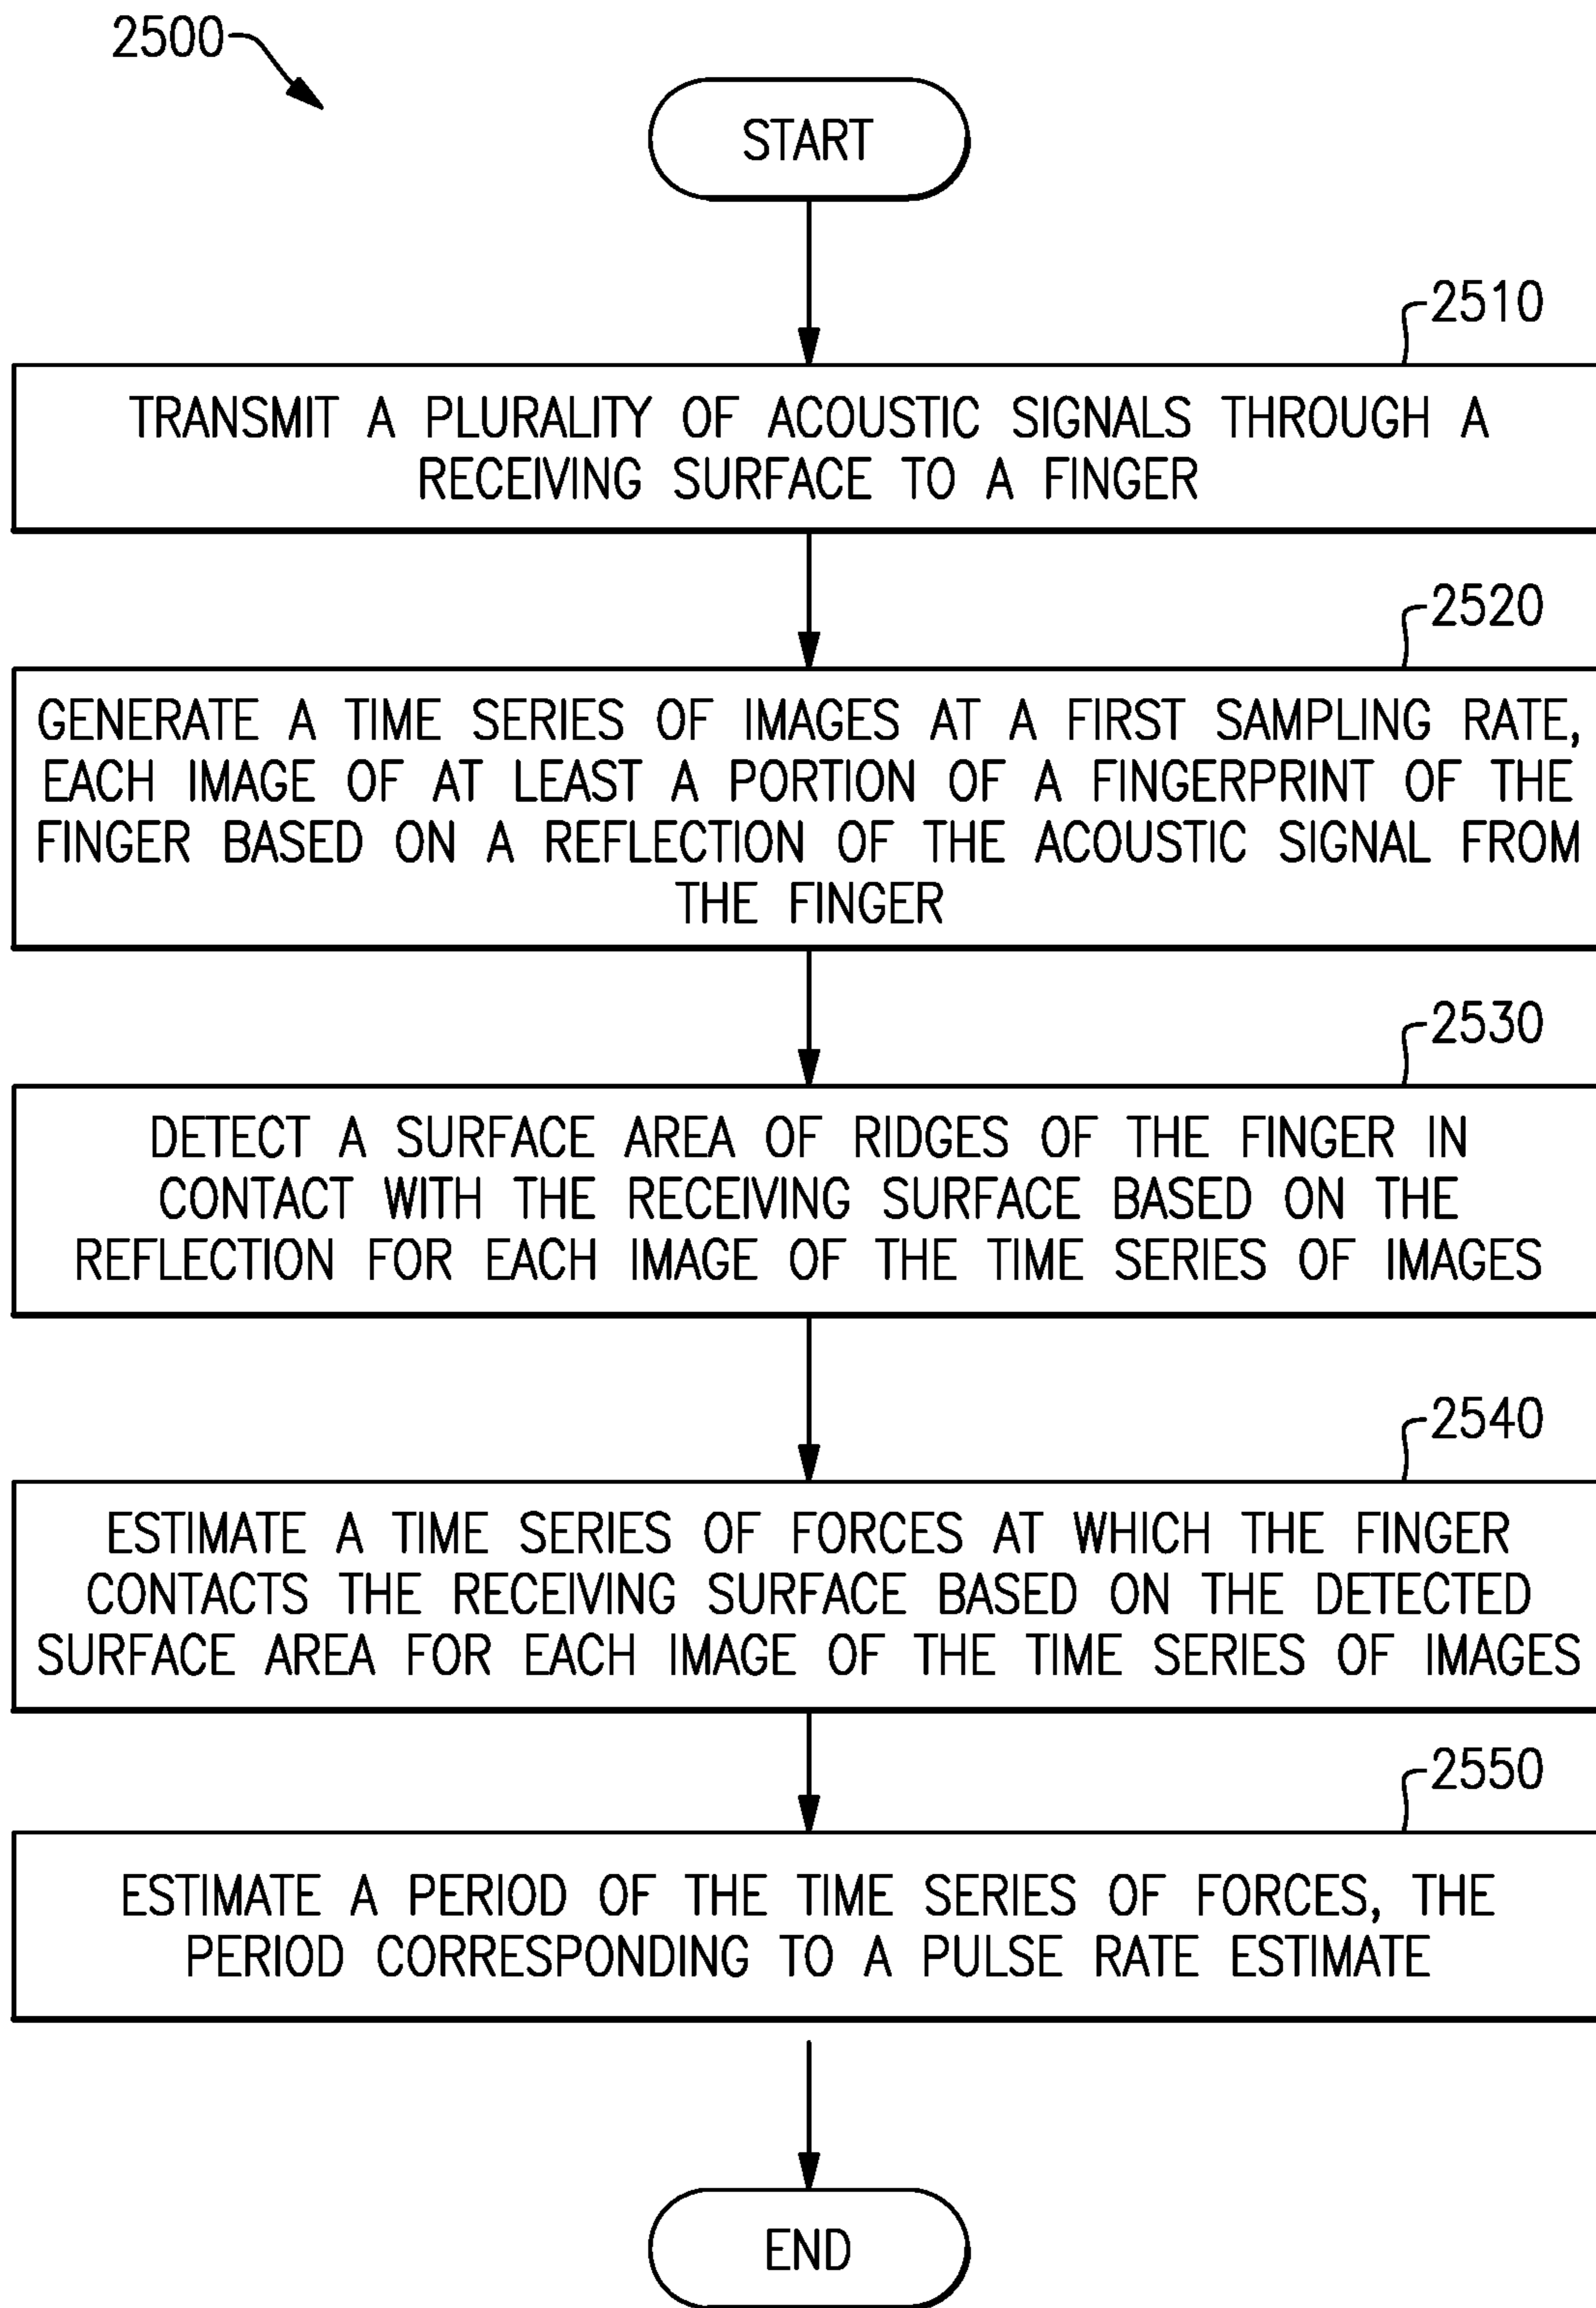 2500
START
2510
TRANSMIT A PLURALITY OF ACOUSTIC SIGNALS THROUGH A
RECEIVING SURFACE TO A FINGER
2520
GENERATE A TIME SERIES OF IMAGES AT A FIRST SAMPLING RATE,
EACH IMAGE OF AT LEAST A PORTION OF A FINGERPRINT OF THE
FINGER BASED ON A REFLECTION OF THE ACOUSTIC SIGNAL FROM
THE FINGER
2530
DETECT A SURFACE AREA OF RIDGES OF THE FINGER IN
CONTACT WITH THE RECEIVING SURFACE BASED ON THE
REFLECTION FOR EACH IMAGE OF THE TIME SERIES OF IMAGES
2540
ESTIMATE A TIME SERIES OF FORCES AT WHICH THE FINGER
CONTACTS THE RECEIVING SURFACE BASED ON THE DETECTED
SURFACE AREA FOR EACH IMAGE OF THE TIME SERIES OF IMAGES
2550
ESTIMATE A PERIOD OF THE TIME SERIES OF FORCES, THE
PERIOD CORRESPONDING TO A PULSE RATE ESTIMATE
END